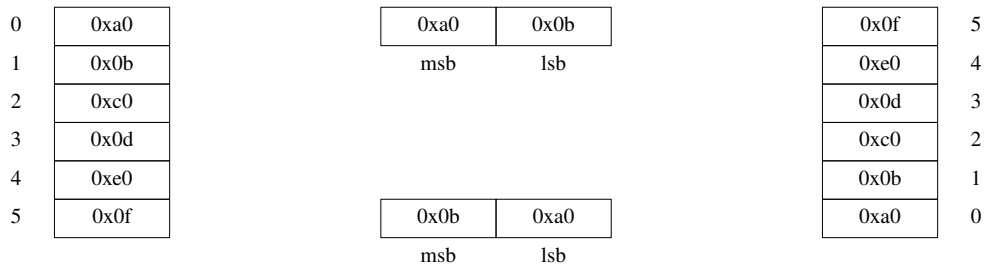 0 0xa0 0xa0 0x0b 0x0f 5
1 0x0b msb lsb 0xe0 4
2 0xc0 0x0d 3
3 0x0d 0xc0 2
4 0xe0 0x0b 1
5 0x0f 0x0b 0xa0 0xa0 0
msb lsb